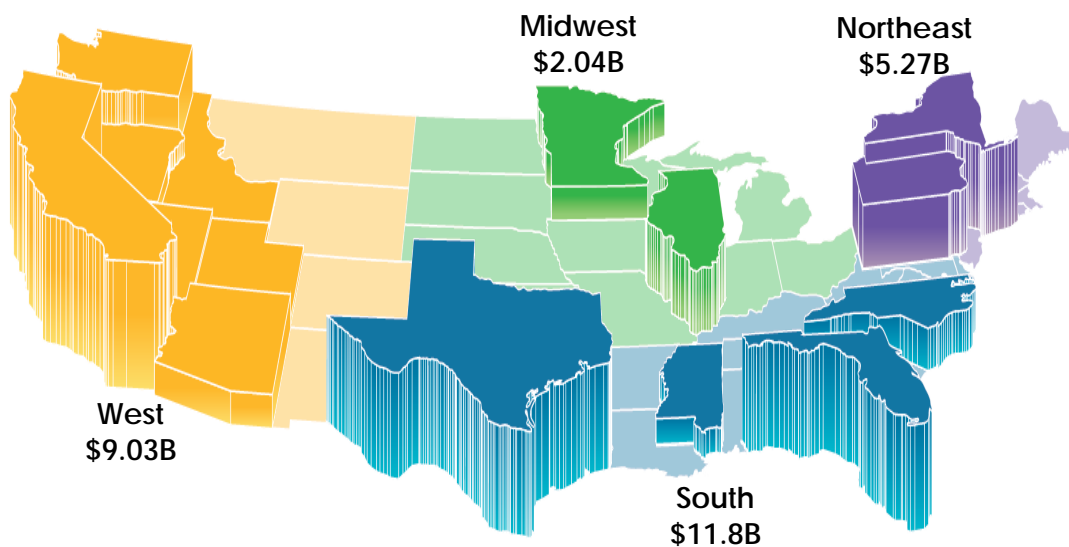 Midwest
$2.04B
Northeast
$5.27B
West
$9.03B
South
$11.8B